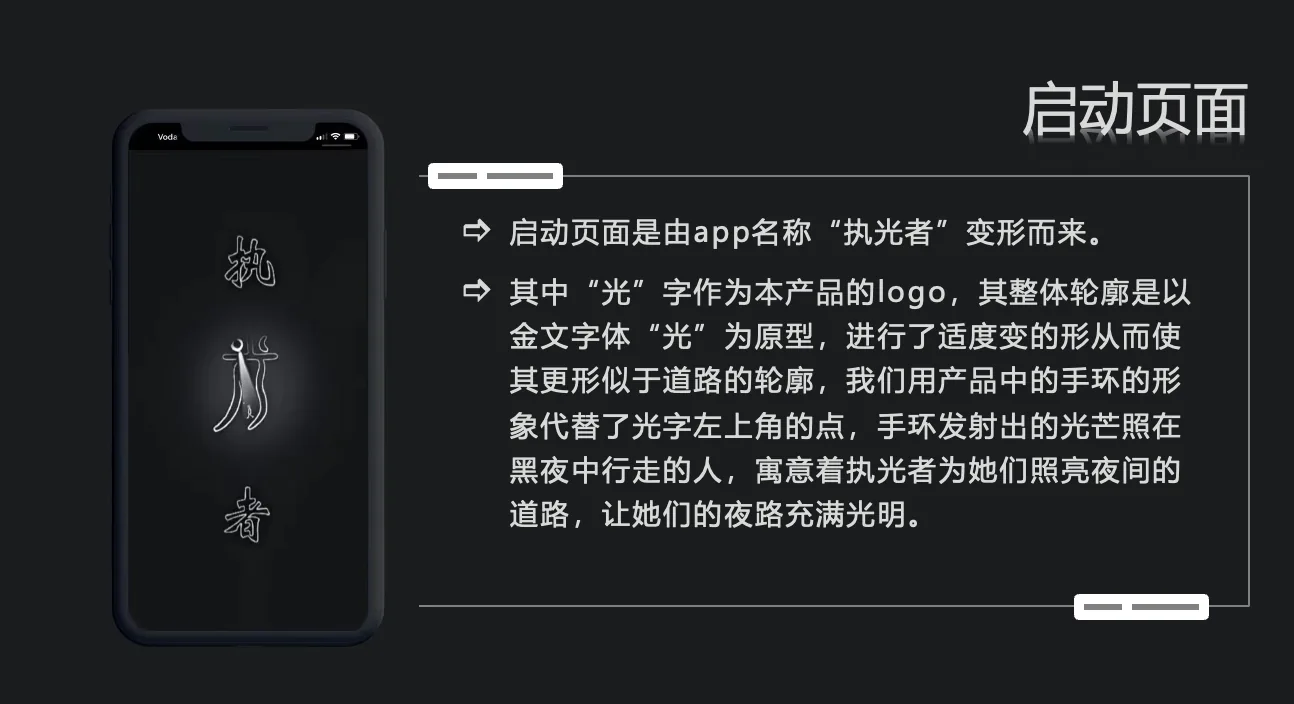 启动页面
Voda
执
光
者
启动页面是由app名称“执光者”变形而来。
其中“光”字作为本产品的logo，其整体轮廓是以
金文字体“光”为原型，进行了适度变的形从而使
其更形似于道路的轮廓，我们用产品中的手环的形
象代替了光字左上角的点，手环发射出的光芒照在
黑夜中行走的人，寓意着执光者为她们照亮夜间的
道路，让她们的夜路充满光明。